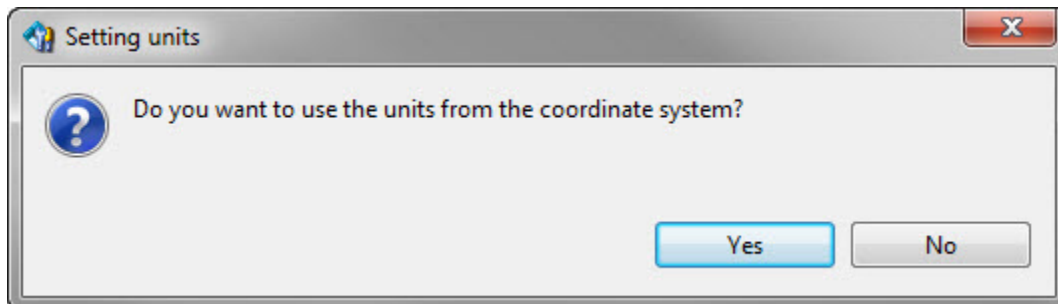 Setting units
Do you want to use the units from the coordinate system?
Yes
No